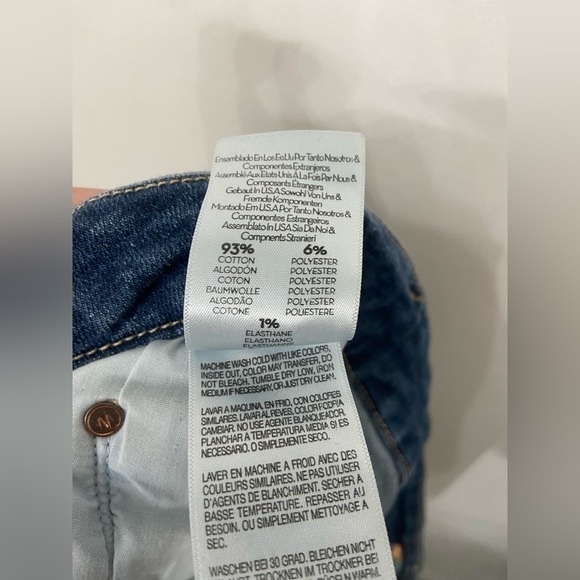 Ensamblado En Los Ee.Uu Por Tanto Nosotros &
Componentes Extranjeros
Assemblé Aux Etats-Unis À La Fois Par Nous &
Composants Étrangers
Gebaut In U.S.A Sowohl Von Uns &
Fremde Komponenten
Montado Em U.S.A Por Tanto Nosotros &
Componentes Estrangeiros
Assemblato In U.S.A Sia Da Noi &
Compnents Stranieri
93% 6%
COTTON POLYESTER
ALGODÓN POLYESTER
COTON POLYESTER
BAUMWOLLE POLYESTER
ALGODÃO POLYESTER
COTONE POLIESTERE
1%
ELASTHANE
ELASTHANO
ELASTHANNE
MACHINE WASH COLD WITH LIKE COLORS,
INSIDE OUT, COLOR MAY TRANSFER. DO
NOT BLEACH. TUMBLE DRY LOW, IRON
MEDIUM IF NECESSARY, OR JUST DRY CLEAN.
LAVAR A MAQUINA, EN FRIO, CON COLORES
SIMILARES. LAVAR AL REVES, COLOR PODRIA
CAMBIAR. NO USE AGENTE BLANQUEADOR,
PLANCHAR A TEMPERATURA MEDIA SI ES
NECESARIO. O SIMPLEMENTE SECO.
LAVER EN MACHINE A FROID AVEC DES
COULEURS SIMILAIRES. NE PAS UTILISER
D'AGENTS DE BLANCHIMENT. SECHER A
BASSE TEMPERATURE. REPASSER AU
BESOIN. OU SIMPLEMENT METTOYAGE A
SEC.
WASCHEN BEI 30 GRAD. BLEICHEN NICHT